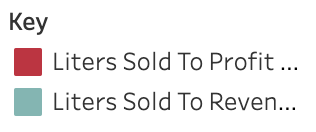 Key
Liters Sold To Profit ...
Liters Sold To Reven...